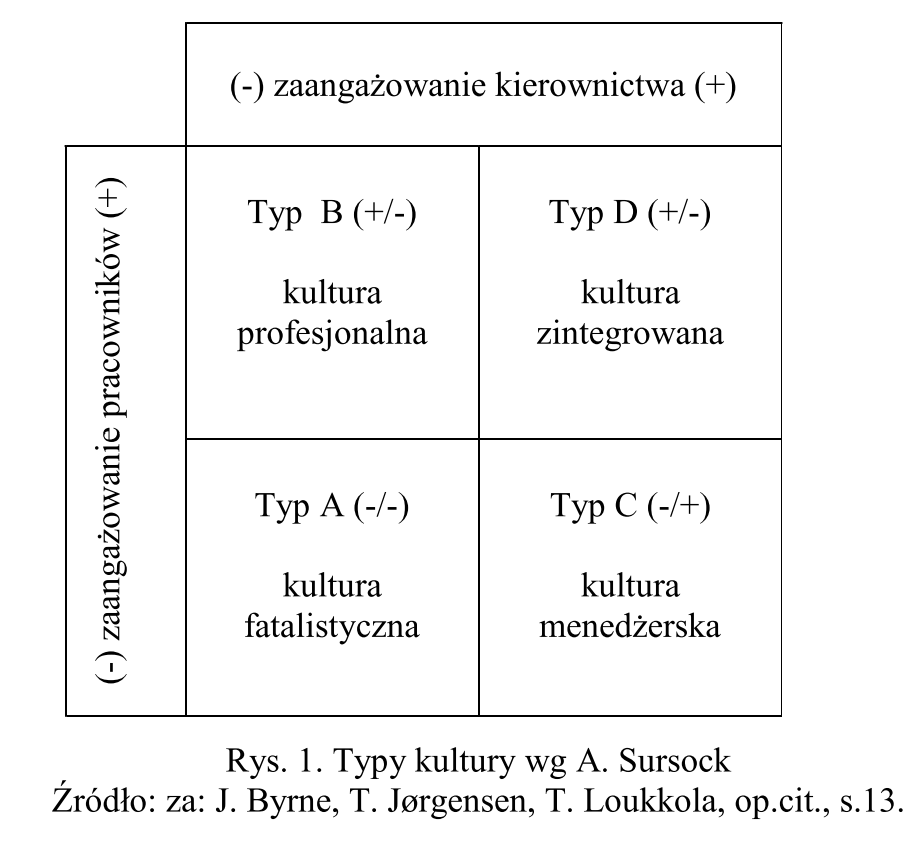 (-) zaangażowanie kierownictwa (+)
(-) zaangażowanie pracowników (+)
Typ B (+/-)
kultura
profesjonalna
Typ D (+/-)
kultura
zintegrowana
Typ A (-/-)
kultura
fatalistyczna
Typ C (-/+)
kultura
menedżerska
Rys. 1. Typy kultury wg A. Sursock
Źródło: za: J. Byrne, T. Jørgensen, T. Loukkola, op.cit., s.13.